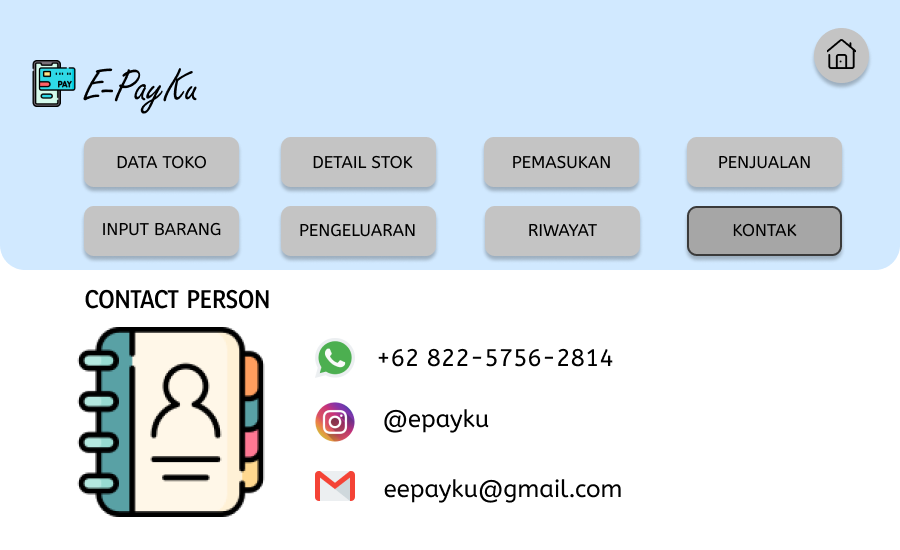 PAY
E-PayKu
DATA TOKO
DETAIL STOK
PEMASUKAN
PENJUALAN
INPUT BARANG
PENGELUARAN
RIWAYAT
KONTAK
CONTACT PERSON
+62 822-5756-2814
@epayku
eepayku@gmail.com